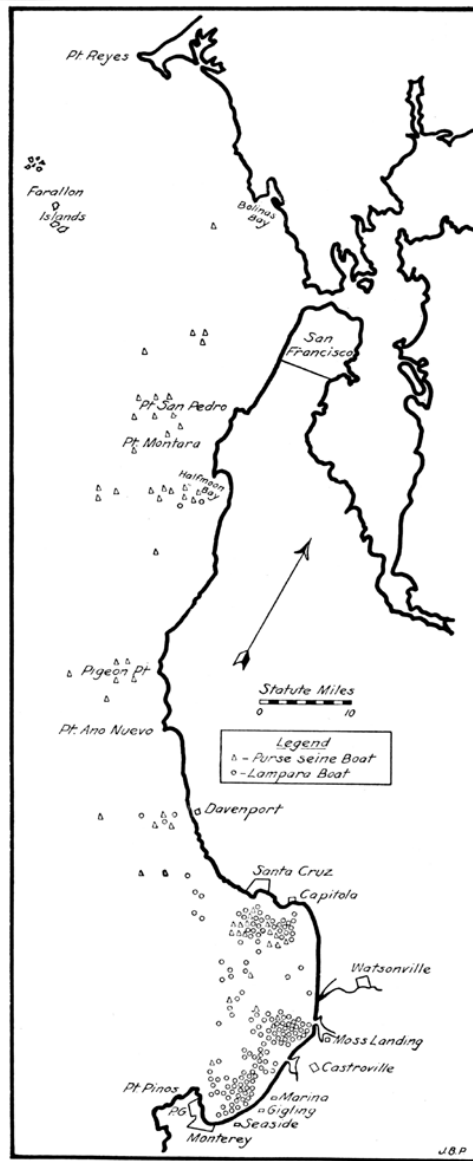 Pt. Reyes
Farallon
Islands
Bolinas
Bay
San
Francisco
Pt. San Pedro
Pt. Montara
Halfmoon
Bay
Pigeon Pt
Statute Miles
0 10
Pt. Ano Nuevo
Legend
- Purse seine Boat
- Lampara Boat
Davenport
Santa Cruz
Capitola
Watsonville
Moss Landing
Castroville
Pt. Pinos
P.G
Marina
Gigling
Seaside
Monterey
J.B.P.